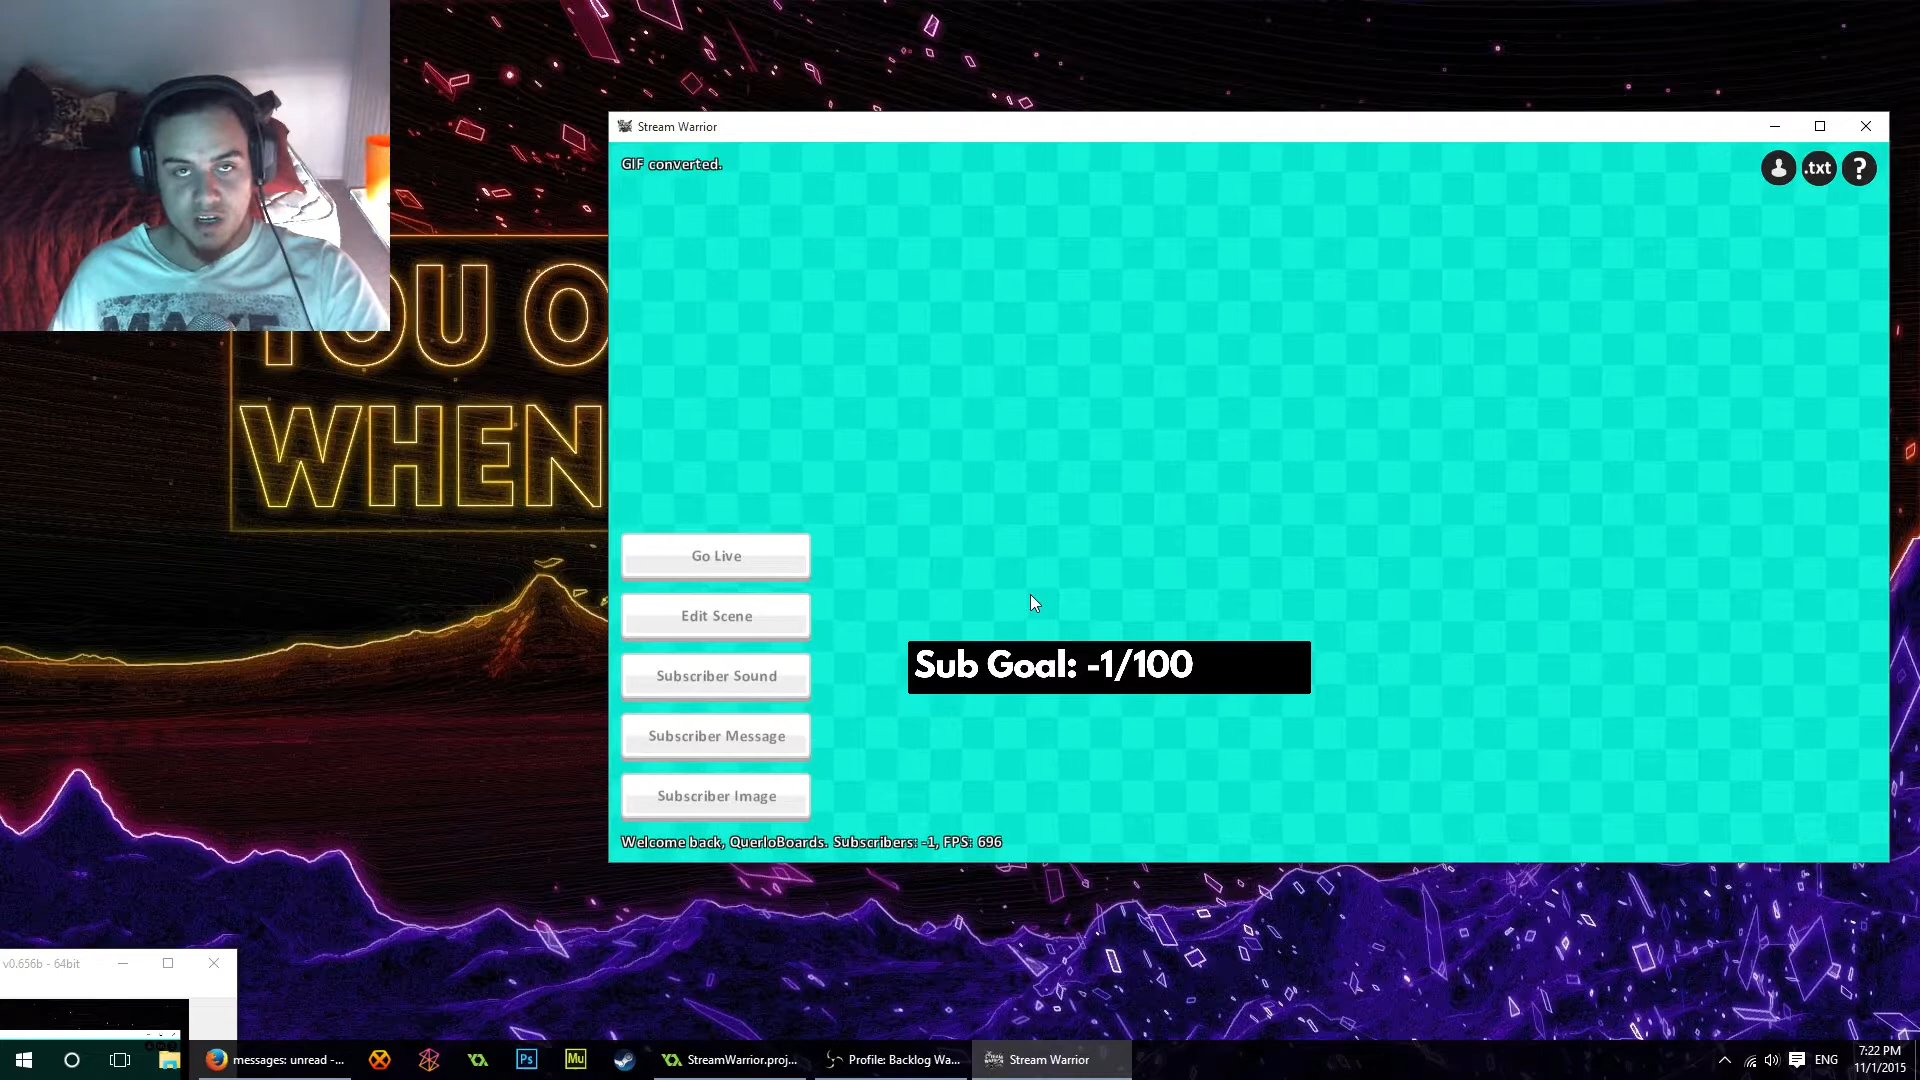 Stream Warrior
GIF converted.
.txt
?
YOU O
WHEN
Go Live
Edit Scene
Sub Goal: -1/100
Subscriber Sound
Subscriber Message
Subscriber Image
Welcome back, QuerloBoards. Subscribers: -1, FPS: 696
v0.656b - 64bit
messages: unread -...
Ps
Mu
StreamWarrior.proj...
Profile: Backlog Wa...
Stream Warrior
ENG
7:22 PM
11/1/2015